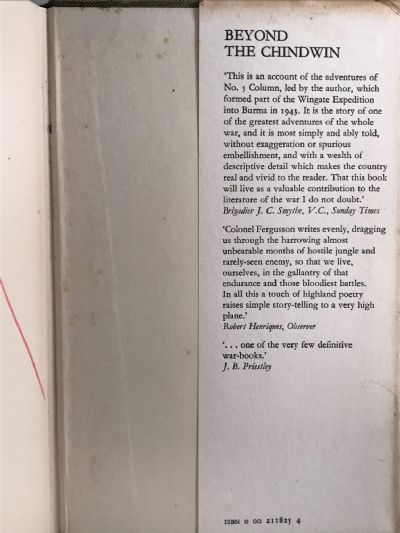 BEYOND
THE CHINDWIN
‘This is an account of the adventures of
No. 5 Column, led by the author, which
formed part of the Wingate Expedition
into Burma in 1943. It is the story of one
of the greatest adventures of the whole
war, and it is most simply and ably told,
without exaggeration or spurious
embellishment, and with a wealth of
descriptive detail which makes the country
real and vivid to the reader. That this book
will live as a valuable contribution to the
literature of the war I do not doubt.’
Brigadier J. C. Smythe, V.C., Sunday Times
‘Colonel Fergusson writes evenly, dragging
us through the harrowing almost
unbearable months of hostile jungle and
rarely-seen enemy, so that we live,
ourselves, in the gallantry of that
endurance and those bloodiest battles.
In all this a touch of highland poetry
raises simple story-telling to a very high
plane.’
Robert Henriques, Observer
‘. . . one of the very few definitive
war-books.’
J. B. Priestley
ISBN 0 00 211825 4